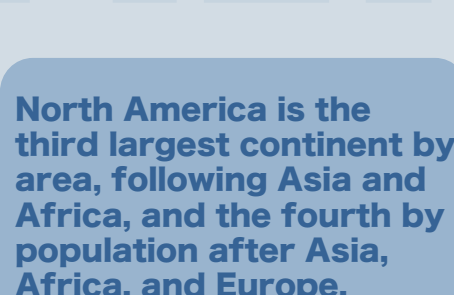 North America is the
third largest continent by
area, following Asia and
Africa, and the fourth by
population after Asia,
Africa, and Europe.